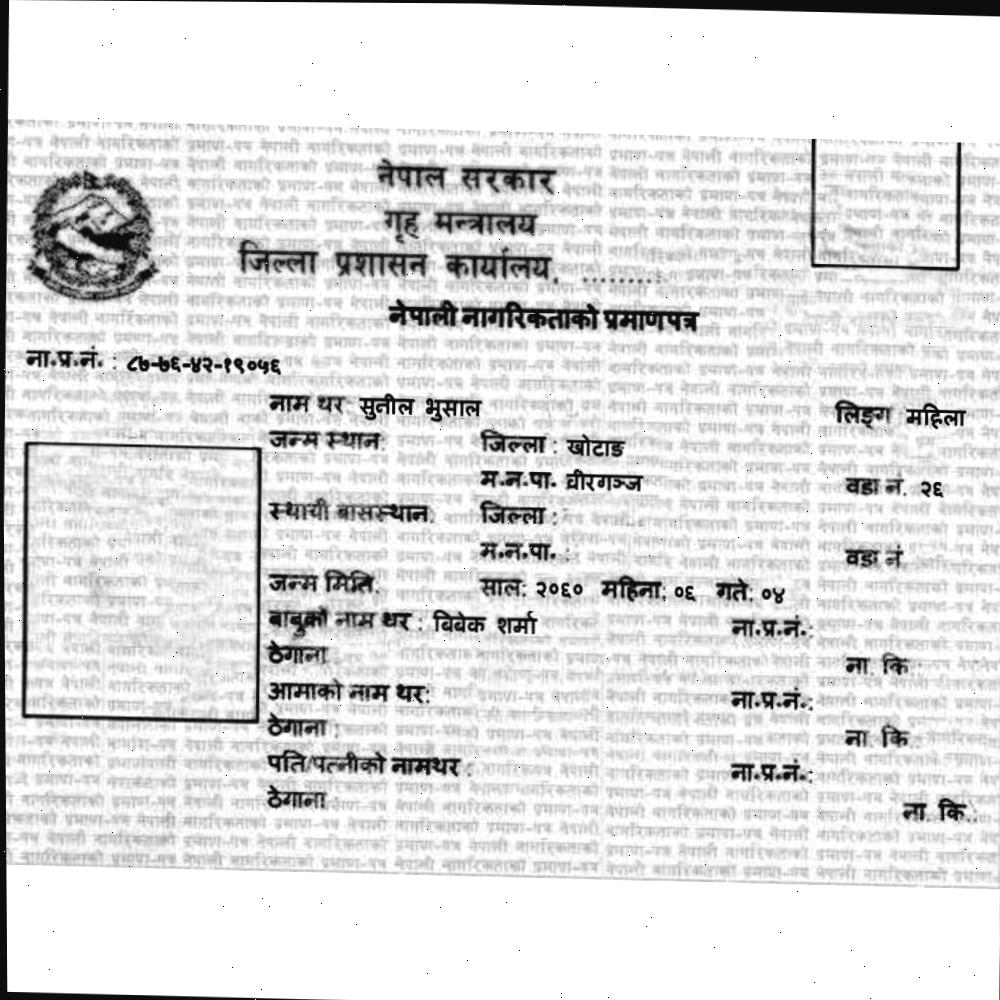 नेपाल सरकार
गृह मन्त्रालय
जिल्ला प्रशासन कार्यालय, .........
नेपाली नागरिकताको प्रमाणपत्र
ना.प्र.नं. : ८७-७६-४२-१९०५६
नाम थर सुतील भुसाल लिङ्ग महिला
जन्म स्थान: जिल्ला : खोटाङ
म.न.पा. वीरगञ्ज वडा नं. २६
स्थायी बासस्थान: जिल्ला :
म.न.पा. : वडा नं
जन्म मिति: साल: २०६० महिना: ०६ गते: ०४
बाबुको नाम थर : बिबेक शर्मा ना.प्र.नं.:
ठेगाना ना. कि :
आमाको नाम थर: ना.प्र.नं.:
ठेगाना : ना. कि
पति/पत्नीको नामथर : ना.प्र.नं.:
ठेगाना : ना. कि.: